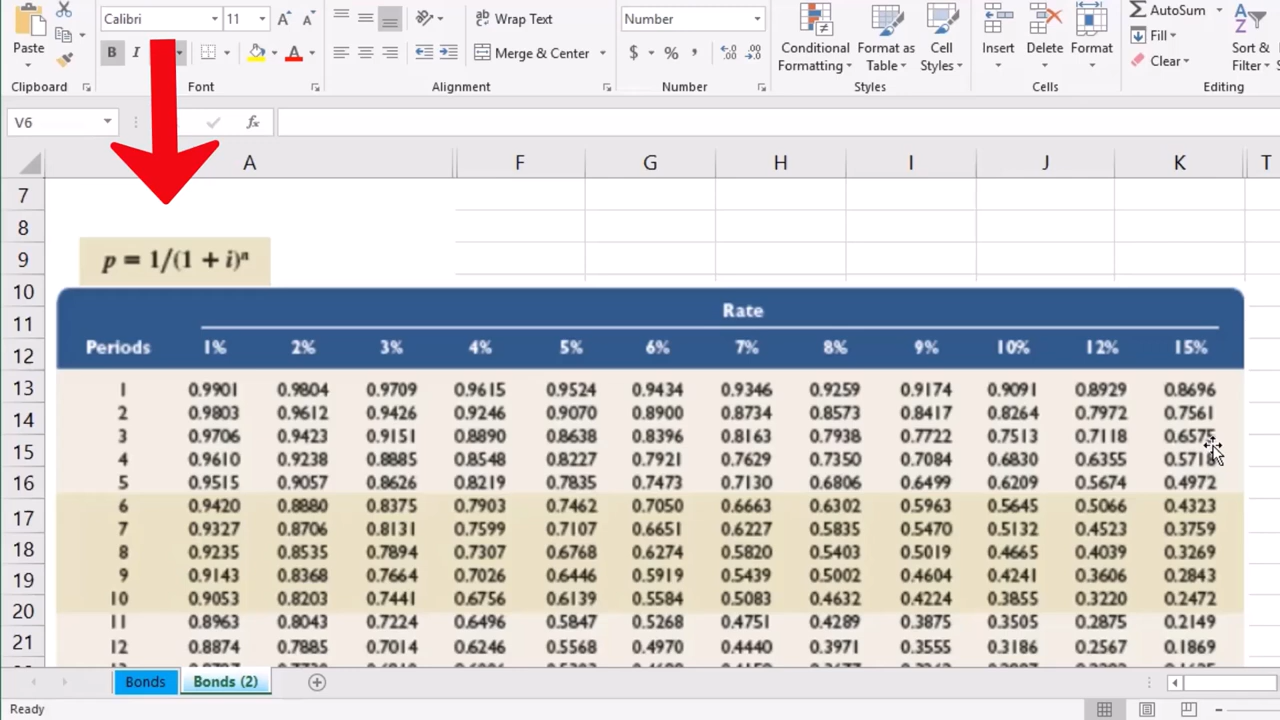 Calibri 11 Wrap Text Number AutoSum
Paste B I Merge & Center $ % , Conditional Formatting Format as Table Cell Styles Insert Delete Format Fill Clear Sort & Filter
Clipboard Font Alignment Number Styles Cells Editing
V6 fx
A F G H I J K T
7
8
9 p = 1/(1 + i)ⁿ
10
11 Rate
12 Periods 1% 2% 3% 4% 5% 6% 7% 8% 9% 10% 12% 15%
13 1 0.9901 0.9804 0.9709 0.9615 0.9524 0.9434 0.9346 0.9259 0.9174 0.9091 0.8929 0.8696
14 2 0.9803 0.9612 0.9426 0.9246 0.9070 0.8900 0.8734 0.8573 0.8417 0.8264 0.7972 0.7561
3 0.9706 0.9423 0.9151 0.8890 0.8638 0.8396 0.8163 0.7938 0.7722 0.7513 0.7118 0.6575
15 4 0.9610 0.9238 0.8885 0.8548 0.8227 0.7921 0.7629 0.7350 0.7084 0.6830 0.6355 0.5718
16 5 0.9515 0.9057 0.8626 0.8219 0.7835 0.7473 0.7130 0.6806 0.6499 0.6209 0.5674 0.4972
17 6 0.9420 0.8880 0.8375 0.7903 0.7462 0.7050 0.6663 0.6302 0.5963 0.5645 0.5066 0.4323
7 0.9327 0.8706 0.8131 0.7599 0.7107 0.6651 0.6227 0.5835 0.5470 0.5132 0.4523 0.3759
18 8 0.9235 0.8535 0.7894 0.7307 0.6768 0.6274 0.5820 0.5403 0.5019 0.4665 0.4039 0.3269
19 9 0.9143 0.8368 0.7664 0.7026 0.6446 0.5919 0.5439 0.5002 0.4604 0.4241 0.3606 0.2843
20 10 0.9053 0.8203 0.7441 0.6756 0.6139 0.5584 0.5083 0.4632 0.4224 0.3855 0.3220 0.2472
11 0.8963 0.8043 0.7224 0.6496 0.5847 0.5268 0.4751 0.4289 0.3875 0.3505 0.2875 0.2149
21 12 0.8874 0.7885 0.7014 0.6246 0.5568 0.4970 0.4440 0.3971 0.3555 0.3186 0.2567 0.1869
Bonds Bonds (2)
Ready